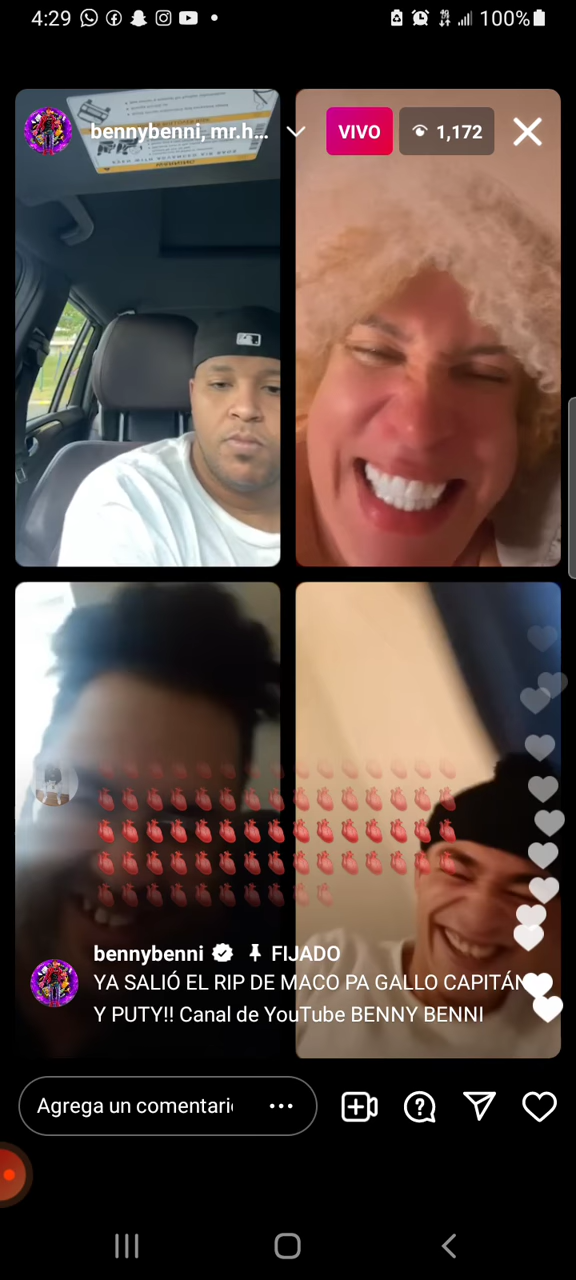 4:29
100%
bennybenni, mr.h...
VIVO
1,172
bennybenni FIJADO
YA SALIÓ EL RIP DE MACO PA GALLO CAPITÁN
Y PUTY!! Canal de YouTube BENNY BENNI
Agrega un comentari